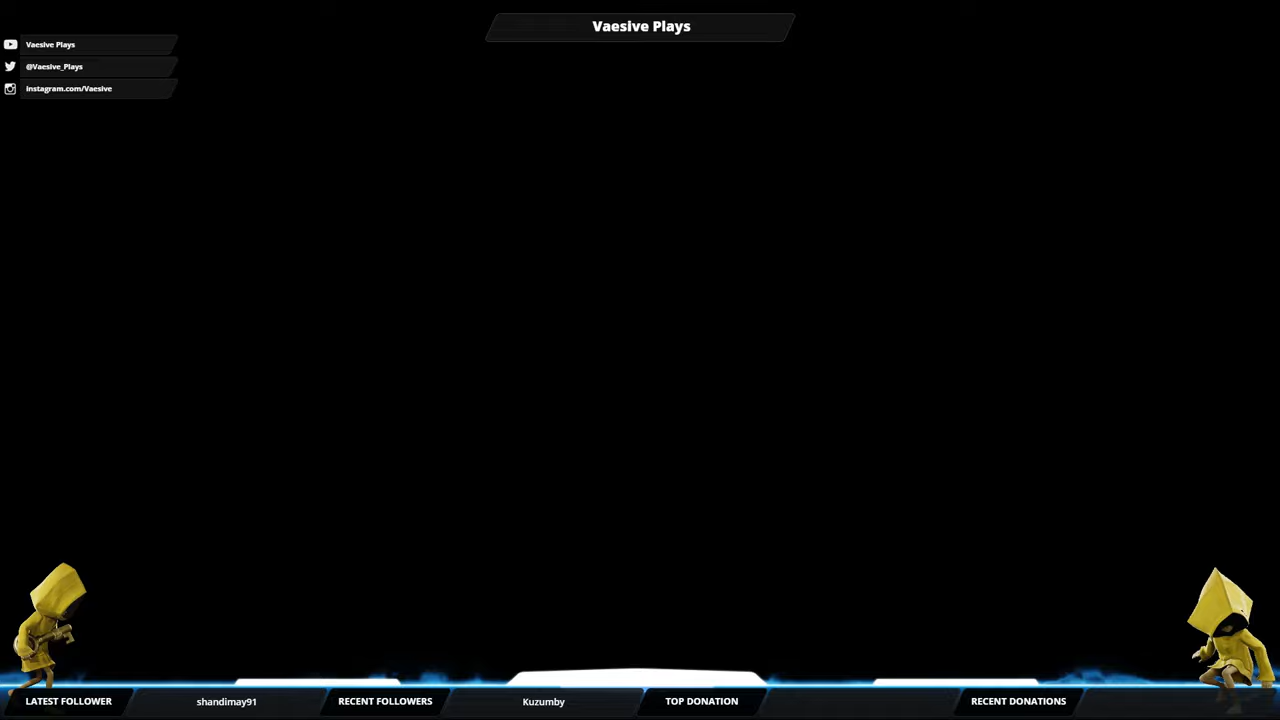 Vaesive Plays
Vaesive Plays
@Vaesive_Plays
instagram.com/Vaesive
LATEST FOLLOWER
shandimay91
RECENT FOLLOWERS
Kuzumby
TOP DONATION
RECENT DONATIONS